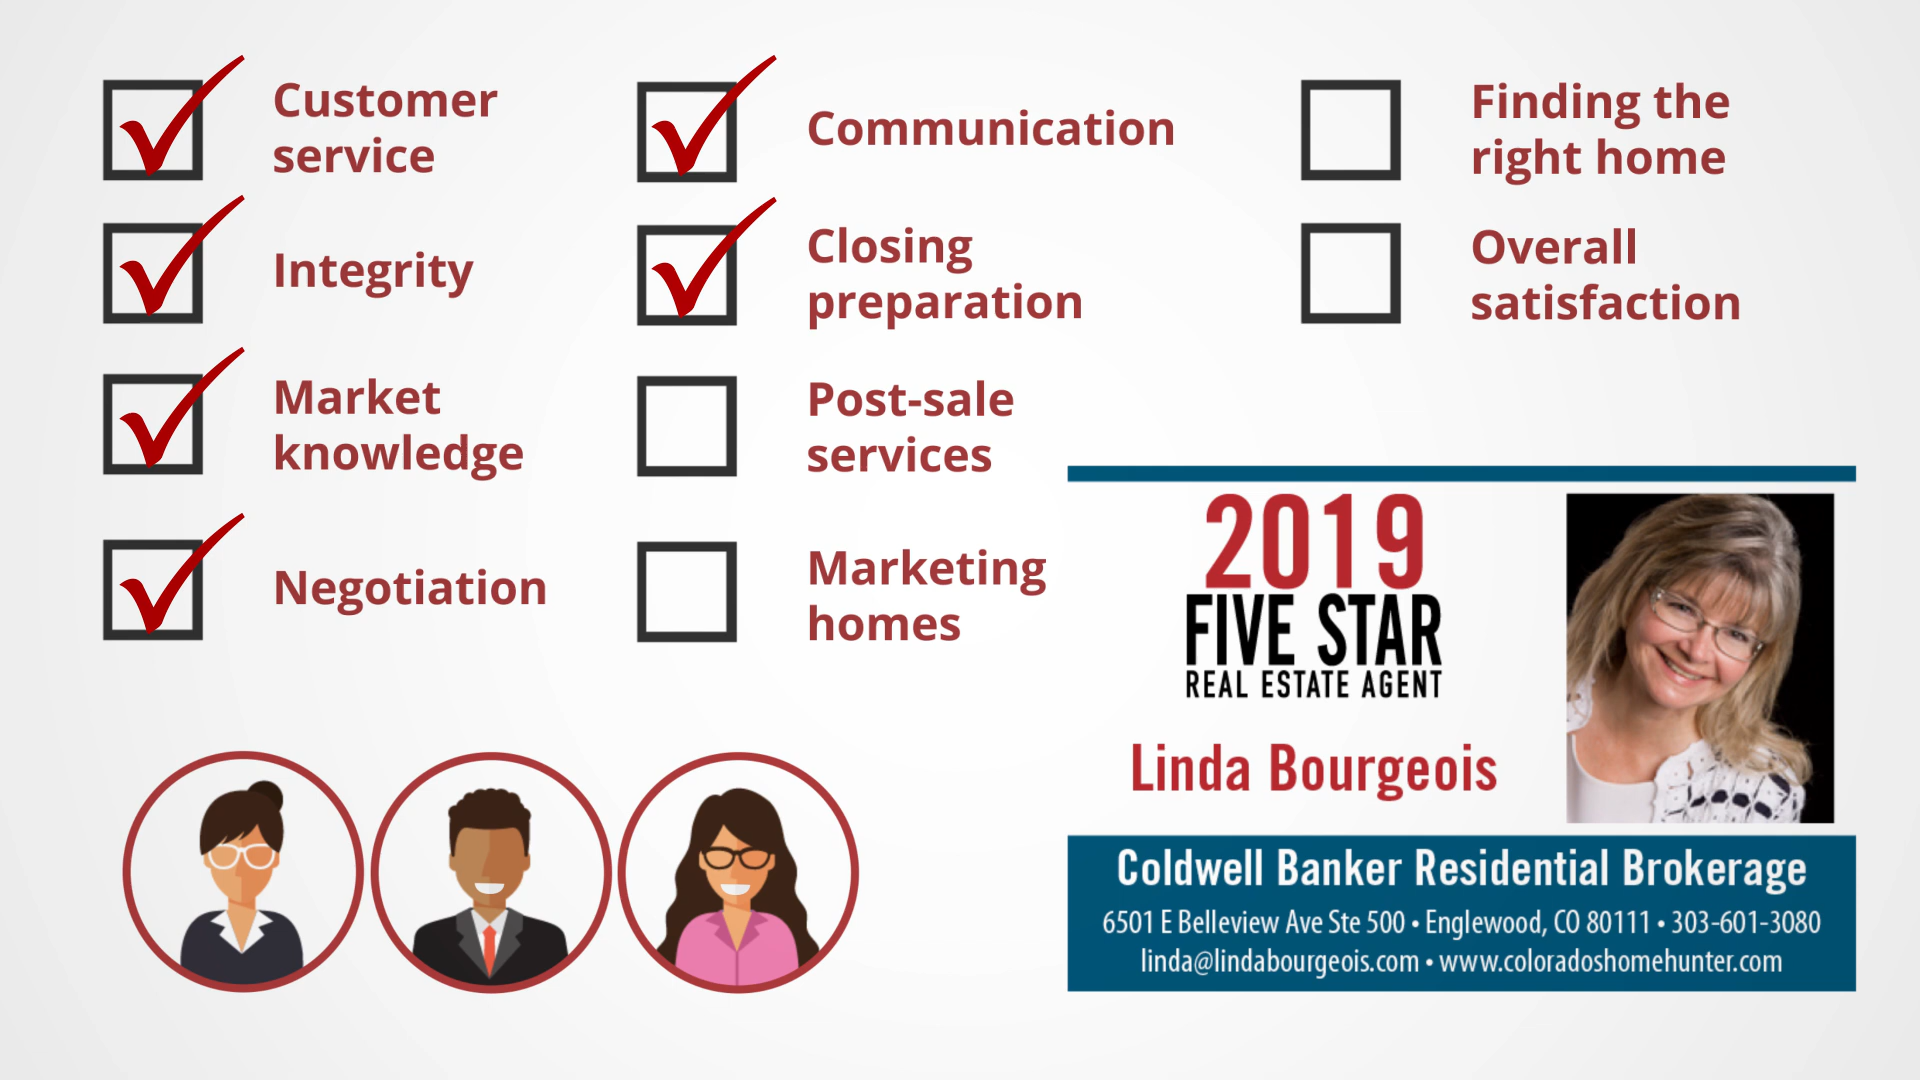 Customer
service
Integrity
Market
knowledge
Negotiation
Communication
Closing
preparation
Post-sale
services
Marketing
homes
Finding the
right home
Overall
satisfaction
2019
FIVE STAR
REAL ESTATE AGENT
Linda Bourgeois
Coldwell Banker Residential Brokerage
6501 E Belleview Ave Ste 500 • Englewood, CO 80111 • 303-601-3080
linda@lindabourgeois.com • www.coloradoshomehunter.com